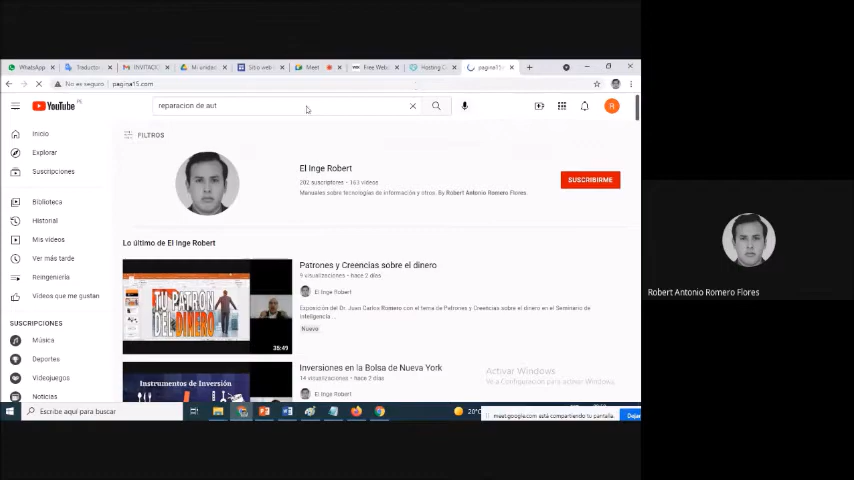 WhatsApp
Traductor
INVITACIÓ
Mi unidad
Sitio web
Meet
Free Webs
Hosting C
pagina15
No es seguro | pagina15.com
YouTube PE
reparacion de aut
R
Inicio
Explorar
Suscripciones
Biblioteca
Historial
Mis videos
Ver más tarde
Reingenieria
Videos que me gustan
SUSCRIPCIONES
Música
Deportes
Videojuegos
Noticias
FILTROS
El Inge Robert
202 suscriptores • 163 videos
Manuales sobre tecnologías de información y otros. By Robert Antonio Romero Flores.
SUSCRIBIRME
Lo último de El Inge Robert
TU PATRÓN
DEL DINERO
38:49
Patrones y Creencias sobre el dinero
9 visualizaciones • hace 2 días
El Inge Robert
Exposición del Dr. Juan Carlos Romero con el tema de Patrones y Creencias sobre el dinero en el Seminario de
Inteligencia ...
Nuevo
Instrumentos de Inversión
Inversiones en la Bolsa de Nueva York
14 visualizaciones • hace 2 días
El Inge Robert
Activar Windows
Ve a Configuración para activar Windows.
Escribe aquí para buscar
20°C
meet.google.com está compartiendo tu pantalla.
Dejar
Robert Antonio Romero Flores